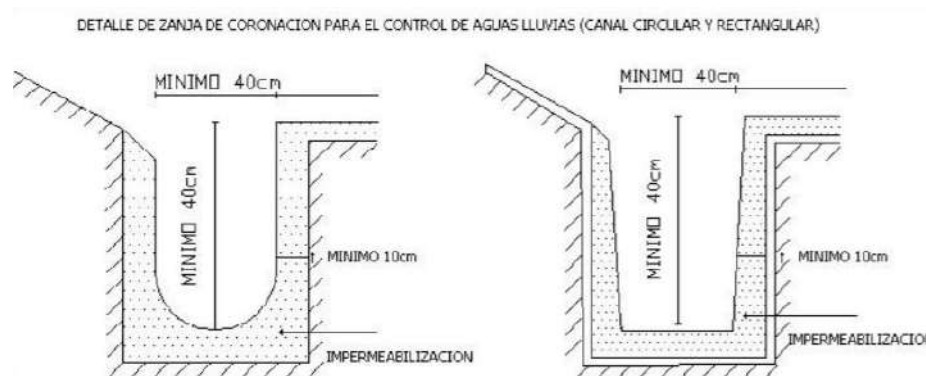 DETALLE DE ZANJA DE CORONACION PARA EL CONTROL DE AGUAS LLUVIAS (CANAL CIRCULAR Y RECTANGULAR)
MINIMO 40cm
MINIMO 40cm
MINIMO 10cm
IMPERMEABILIZACION
MINIMO 40cm
MINIMO 40cm
MINIMO 10cm
IMPERMEABILIZACION